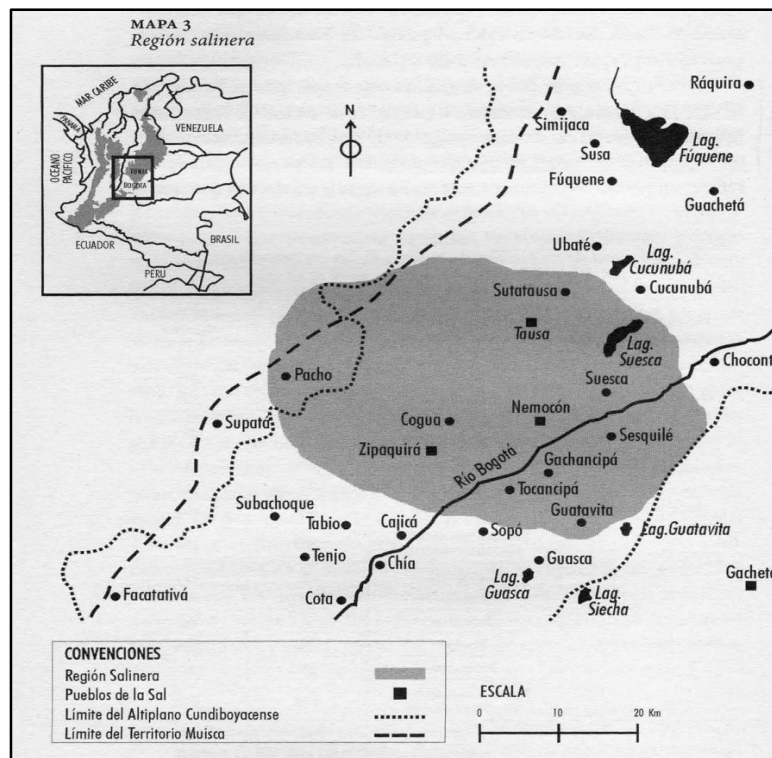 MAPA 3
Región salinera
MAR CARIBE
PANAMA
VENEZUELA
OCEANO
PACIFICO
TUNJA
BOGOTA
ECUADOR
BRASIL
PERU
N
Ráquira
Simijaca
Susa
Lag.
Fúquene
Fúquene
Guachetá
Ubaté
Lag.
Cucunubá
Cucunubá
Sutatausa
Tausa
Lag.
Suesca
Chocont
Pacho
Suesca
Supatá
Cogua
Nemocón
Sesquilé
Zipaquirá
Río Bogotá
Gachancipá
Tocancipá
Subachoque
Guatavita
Tabio
Cajicá
Sopó
Lag.Guatavita
Tenjo
Chía
Guasca
Lag.
Guasca
Gachetá
Facatativá
Cota
Lag.
Siecha
CONVENCIONES
Región Salinera
Pueblos de la Sal
Límite del Altiplano Cundiboyacense
Límite del Territorio Muisca
ESCALA
0 10 20 Km